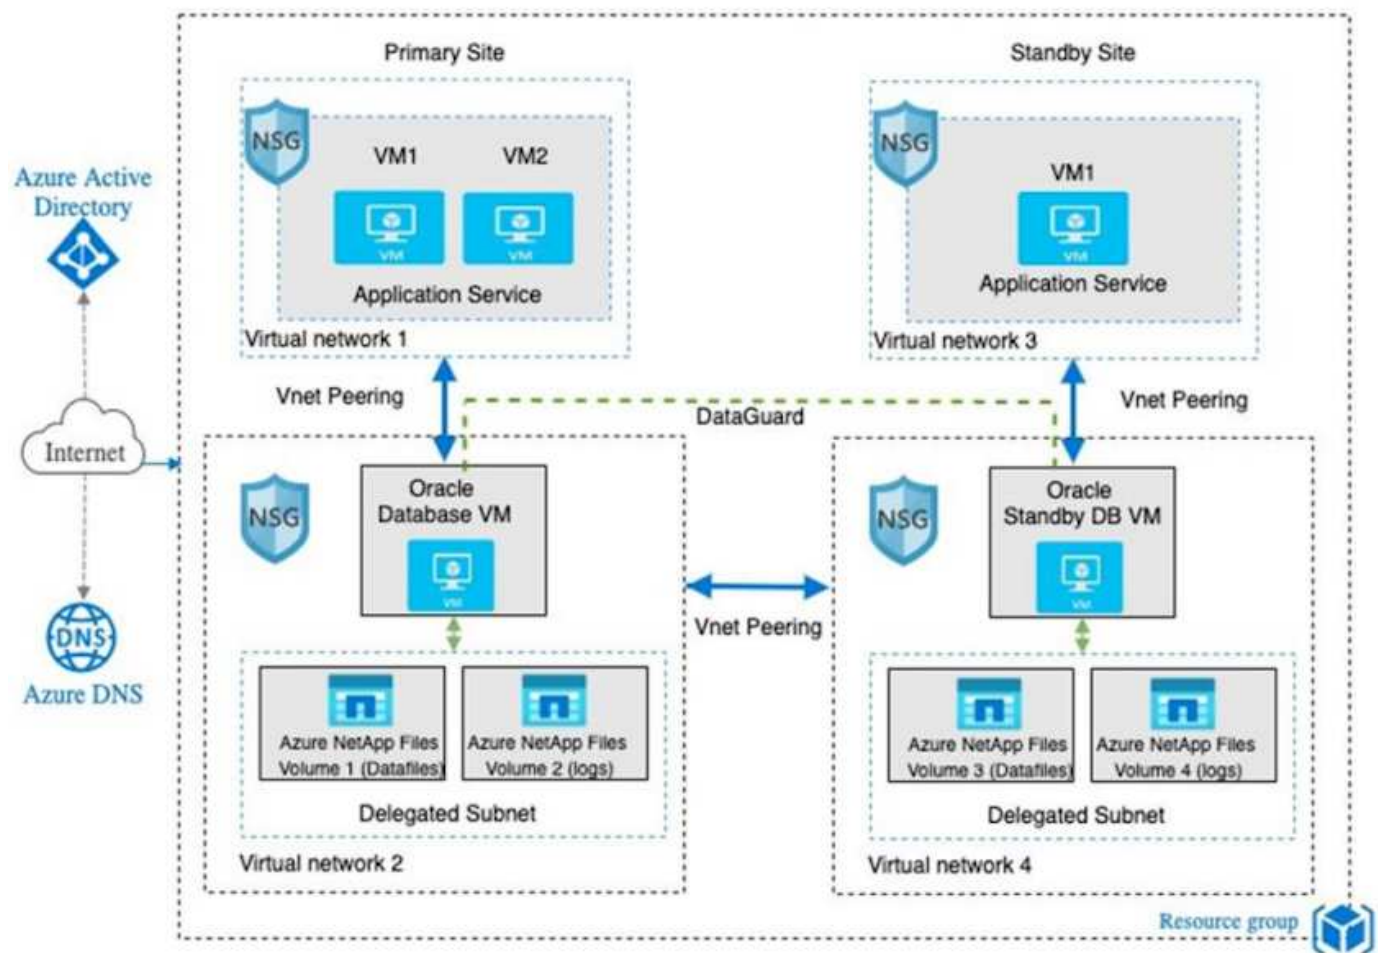 Primary Site
Standby Site
NSG
VM1
VM2
VM
VM
Application Service
Virtual network 1
NSG
VM1
VM
Application Service
Virtual network 3
Azure Active
Directory
Internet
DNS
Azure DNS
Vnet Peering
DataGuard
Vnet Peering
NSG
Oracle
Database VM
VM
Azure NetApp Files
Volume 1 (Datafiles)
Azure NetApp Files
Volume 2 (logs)
Delegated Subnet
Virtual network 2
Vnet Peering
NSG
Oracle
Standby DB VM
VM
Azure NetApp Files
Volume 3 (Datafiles)
Azure NetApp Files
Volume 4 (logs)
Delegated Subnet
Virtual network 4
Resource group